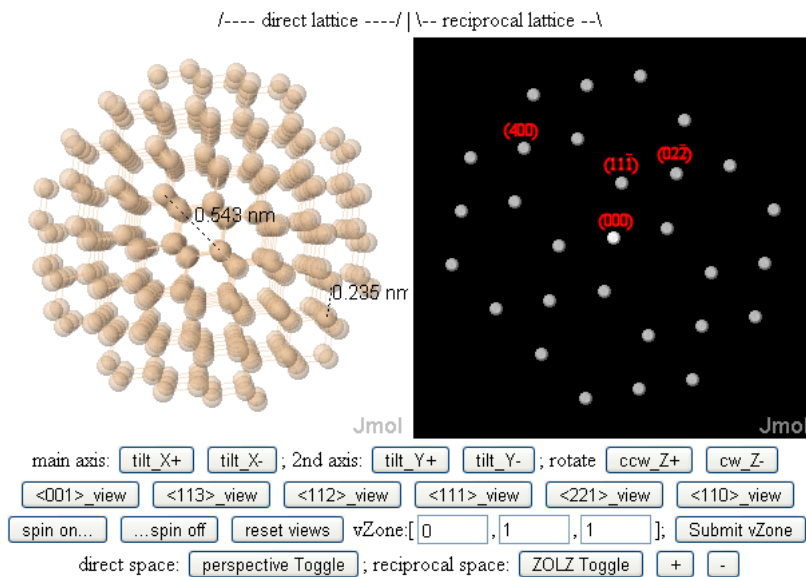 /---- direct lattice ----/ | \-- reciprocal lattice --\
(400)
(111̄)
(022̄)
(000)
0.543 nm
0.235 nm
Jmol
Jmol
main axis: tilt_X+ tilt_X- ; 2nd axis: tilt_Y+ tilt_Y- ; rotate ccw_Z+ cw_Z-
<001>_view <113>_view <112>_view <111>_view <221>_view <110>_view
spin on... ...spin off reset views vZone:[ 0 , 1 , 1 ]; Submit vZone
direct space: perspective Toggle ; reciprocal space: ZOLZ Toggle + -